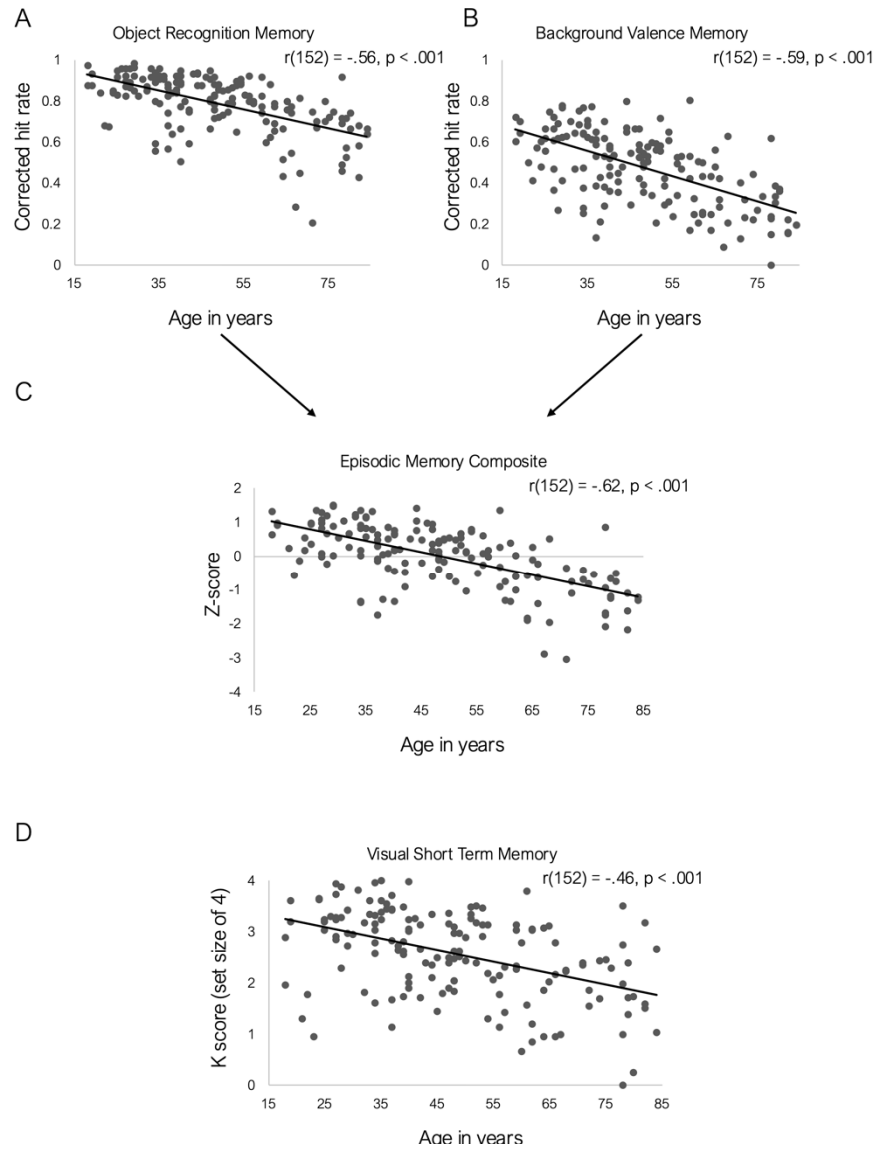 A
B
Object Recognition Memory
Background Valence Memory
r(152) = -.56, p < .001
r(152) = -.59, p < .001
Corrected hit rate
1
0.8
0.6
0.4
0.2
0
15 35 55 75
Age in years
Corrected hit rate
1
0.8
0.6
0.4
0.2
0
15 35 55 75
Age in years
C
Episodic Memory Composite
r(152) = -.62, p < .001
Z-score
2
1
0
-1
-2
-3
-4
15 25 35 45 55 65 75 85
Age in years
D
Visual Short Term Memory
r(152) = -.46, p < .001
K score (set size of 4)
4
3
2
1
0
15 25 35 45 55 65 75 85
Age in years